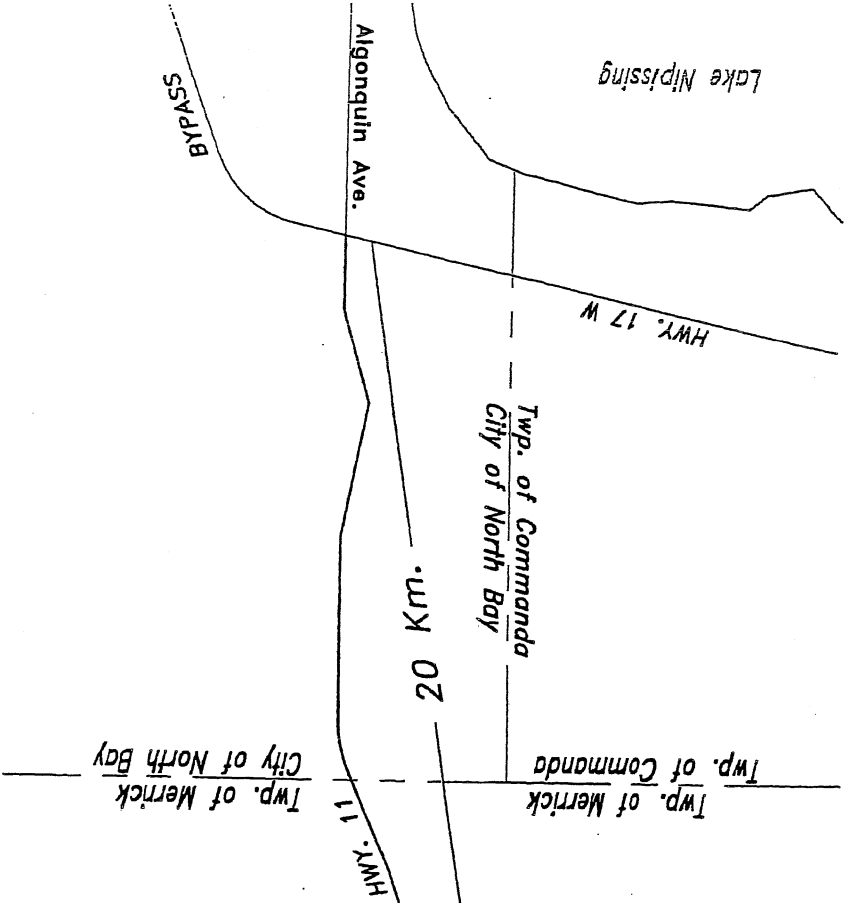 Lake Nipissing
Algonquin Ave.
BYPASS
HWY. 17 W
Twp. of Commanda
City of North Bay
20 Km.
Twp. of Merrick
City of North Bay
Twp. of Merrick
Twp. of Commanda
HWY. 11